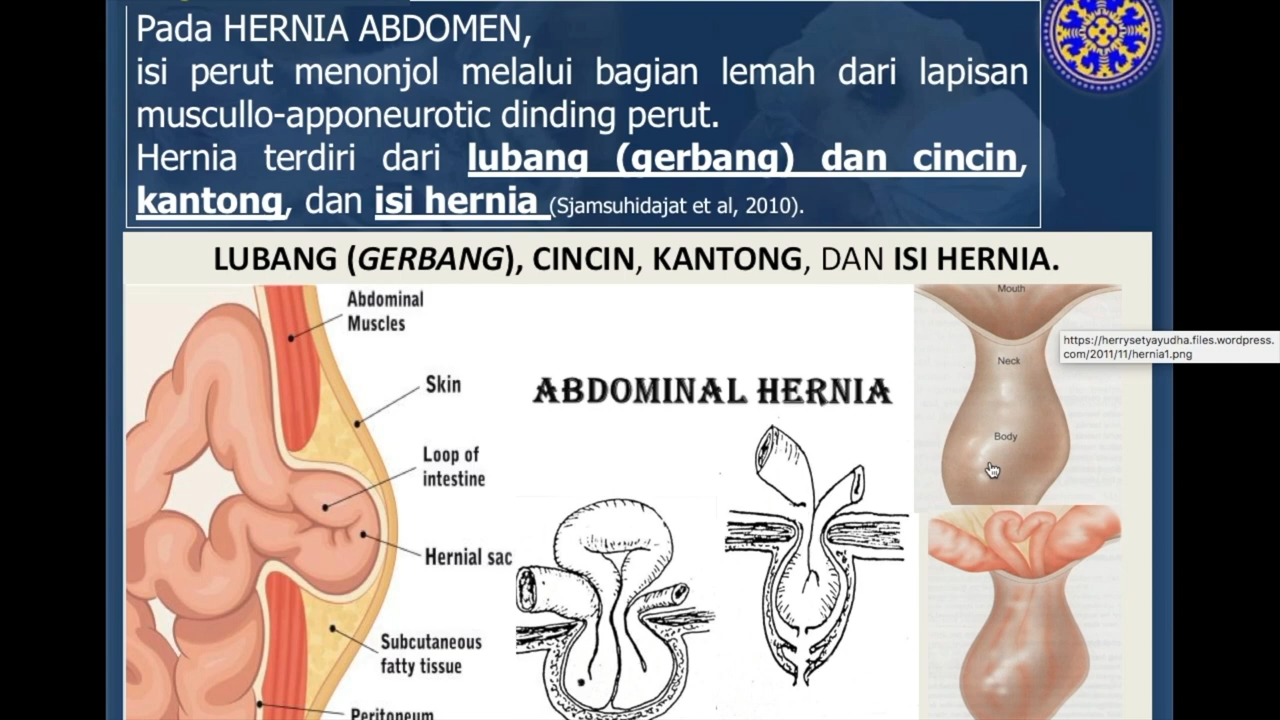 Pada HERNIA ABDOMEN,
isi perut menonjol melalui bagian lemah dari lapisan
muscullo-apponeurotic dinding perut.
Hernia terdiri dari lubang (gerbang) dan cincin,
kantong, dan isi hernia (Sjamsuhidajat et al, 2010).
LUBANG (GERBANG), CINCIN, KANTONG, DAN ISI HERNIA.
Abdominal
Muscles
Skin
Loop of
intestine
Hernial sac
Subcutaneous
fatty tissue
Peritoneum
ABDOMINAL HERNIA
Mouth
https://herrysetyayudha.files.wordpress.
com/2011/11/hernia1.png
Neck
Body